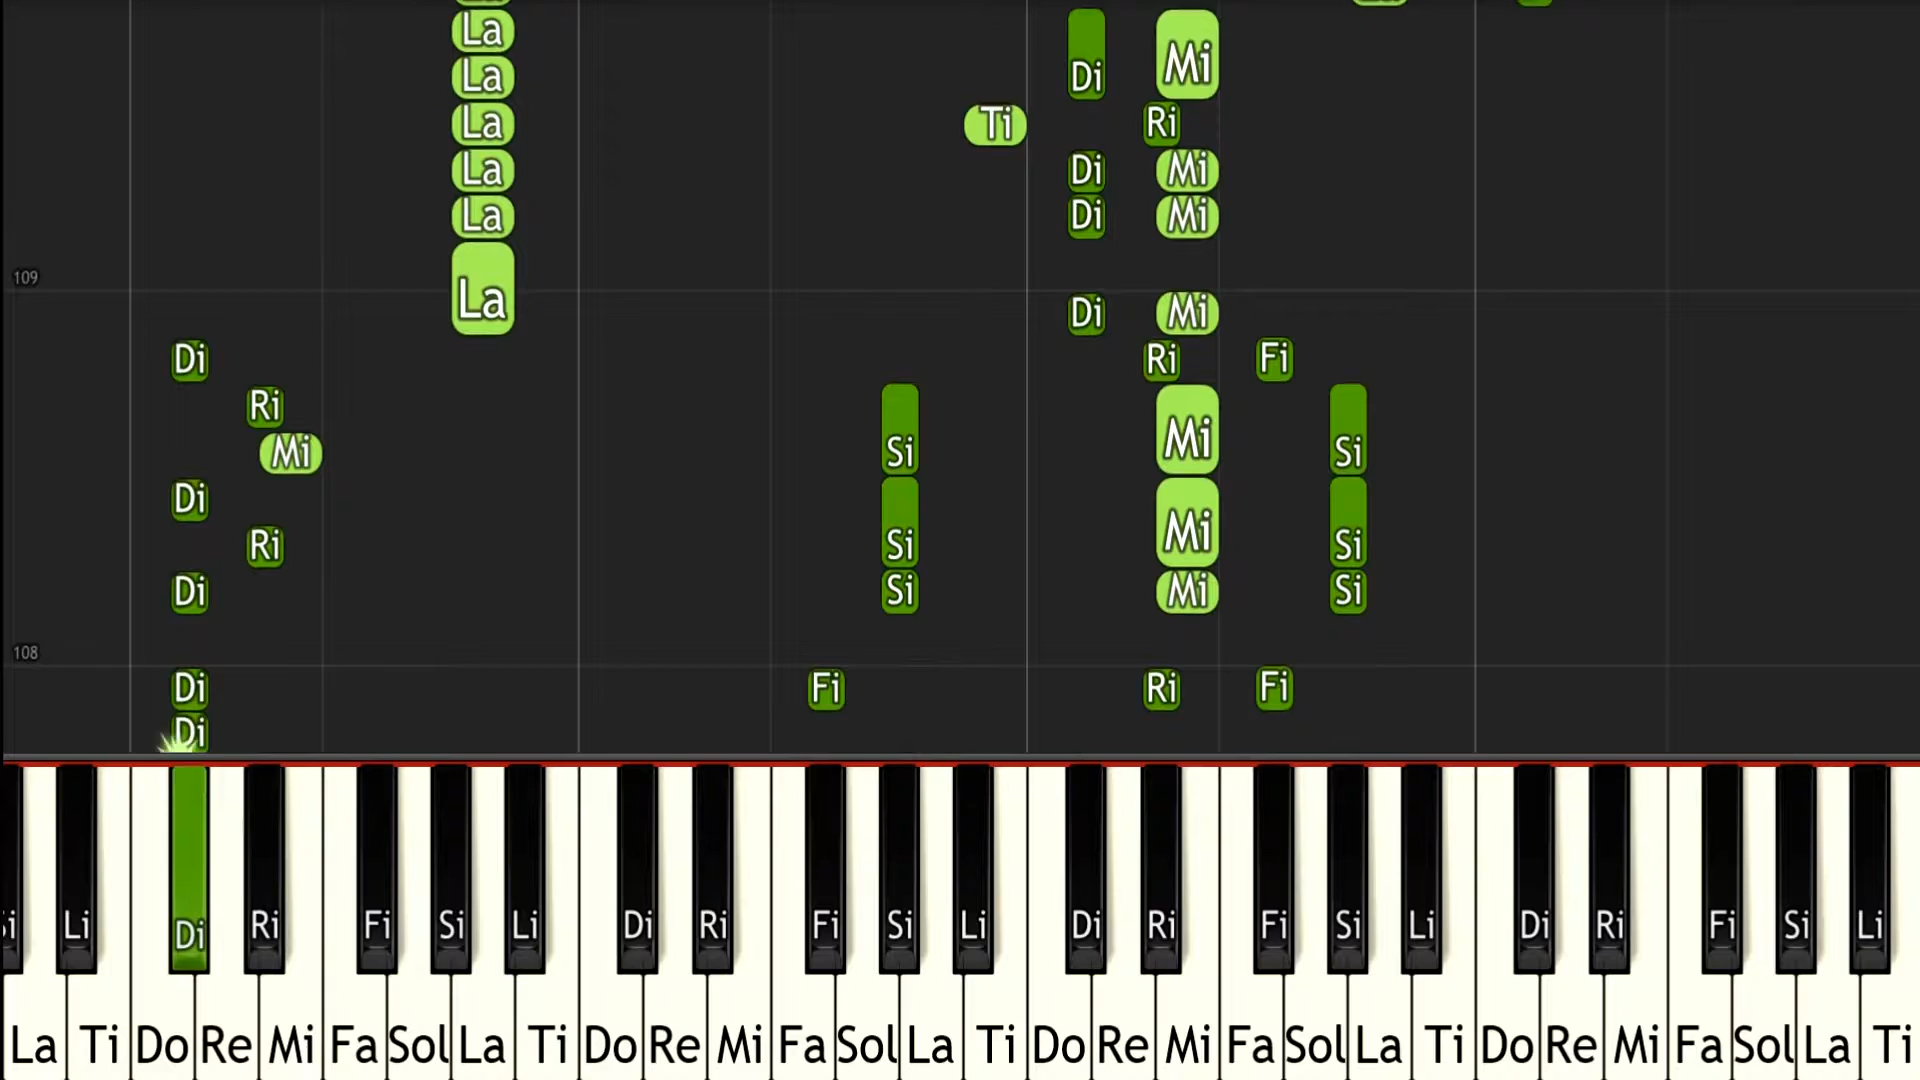 La
La Di Mi
La Ti Ri
La Di Mi
La Di Mi
109
La Di Mi
Di Ri Fi
Ri
Mi Si Mi Si
Di
Ri Si Mi Si
Di Si Mi Si
108
Di Fi Ri Fi
Di
Li Di Ri Fi Si Li Di Ri Fi Si Li Di Ri Fi Si Li Di Ri Fi Si Li
La Ti Do Re Mi Fa Sol La Ti Do Re Mi Fa Sol La Ti Do Re Mi Fa Sol La Ti Do Re Mi Fa Sol La Ti